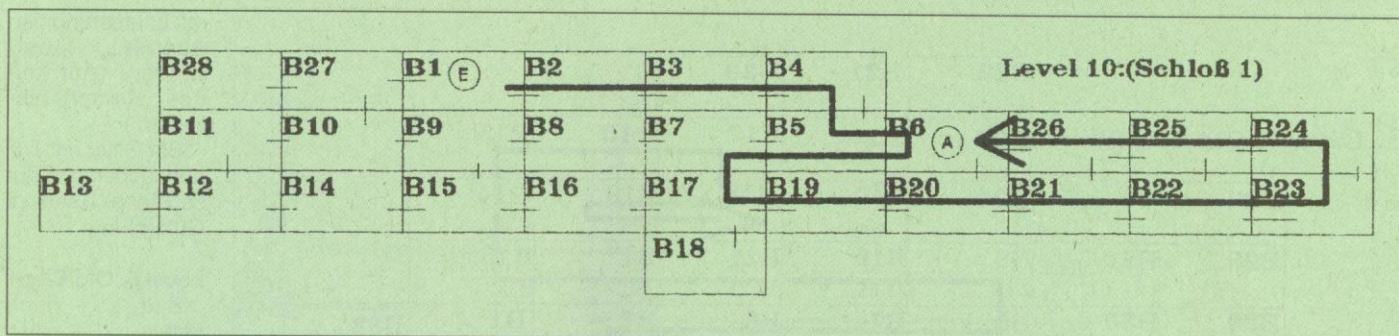 B28 B27 B1 E B2 B3 B4 Level 10:(Schloß 1)
B11 B10 B9 B8 B7 B5 B6 A B26 B25 B24
B13 B12 B14 B15 B16 B17 B19 B20 B21 B22 B23
B18